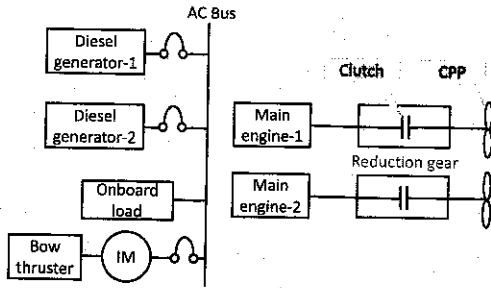 AC Bus
Diesel
generator-1
Clutch
CPP
Diesel
generator-2
Main
engine-1
Reduction gear
Onboard
load
Main
engine-2
Bow
thruster
IM